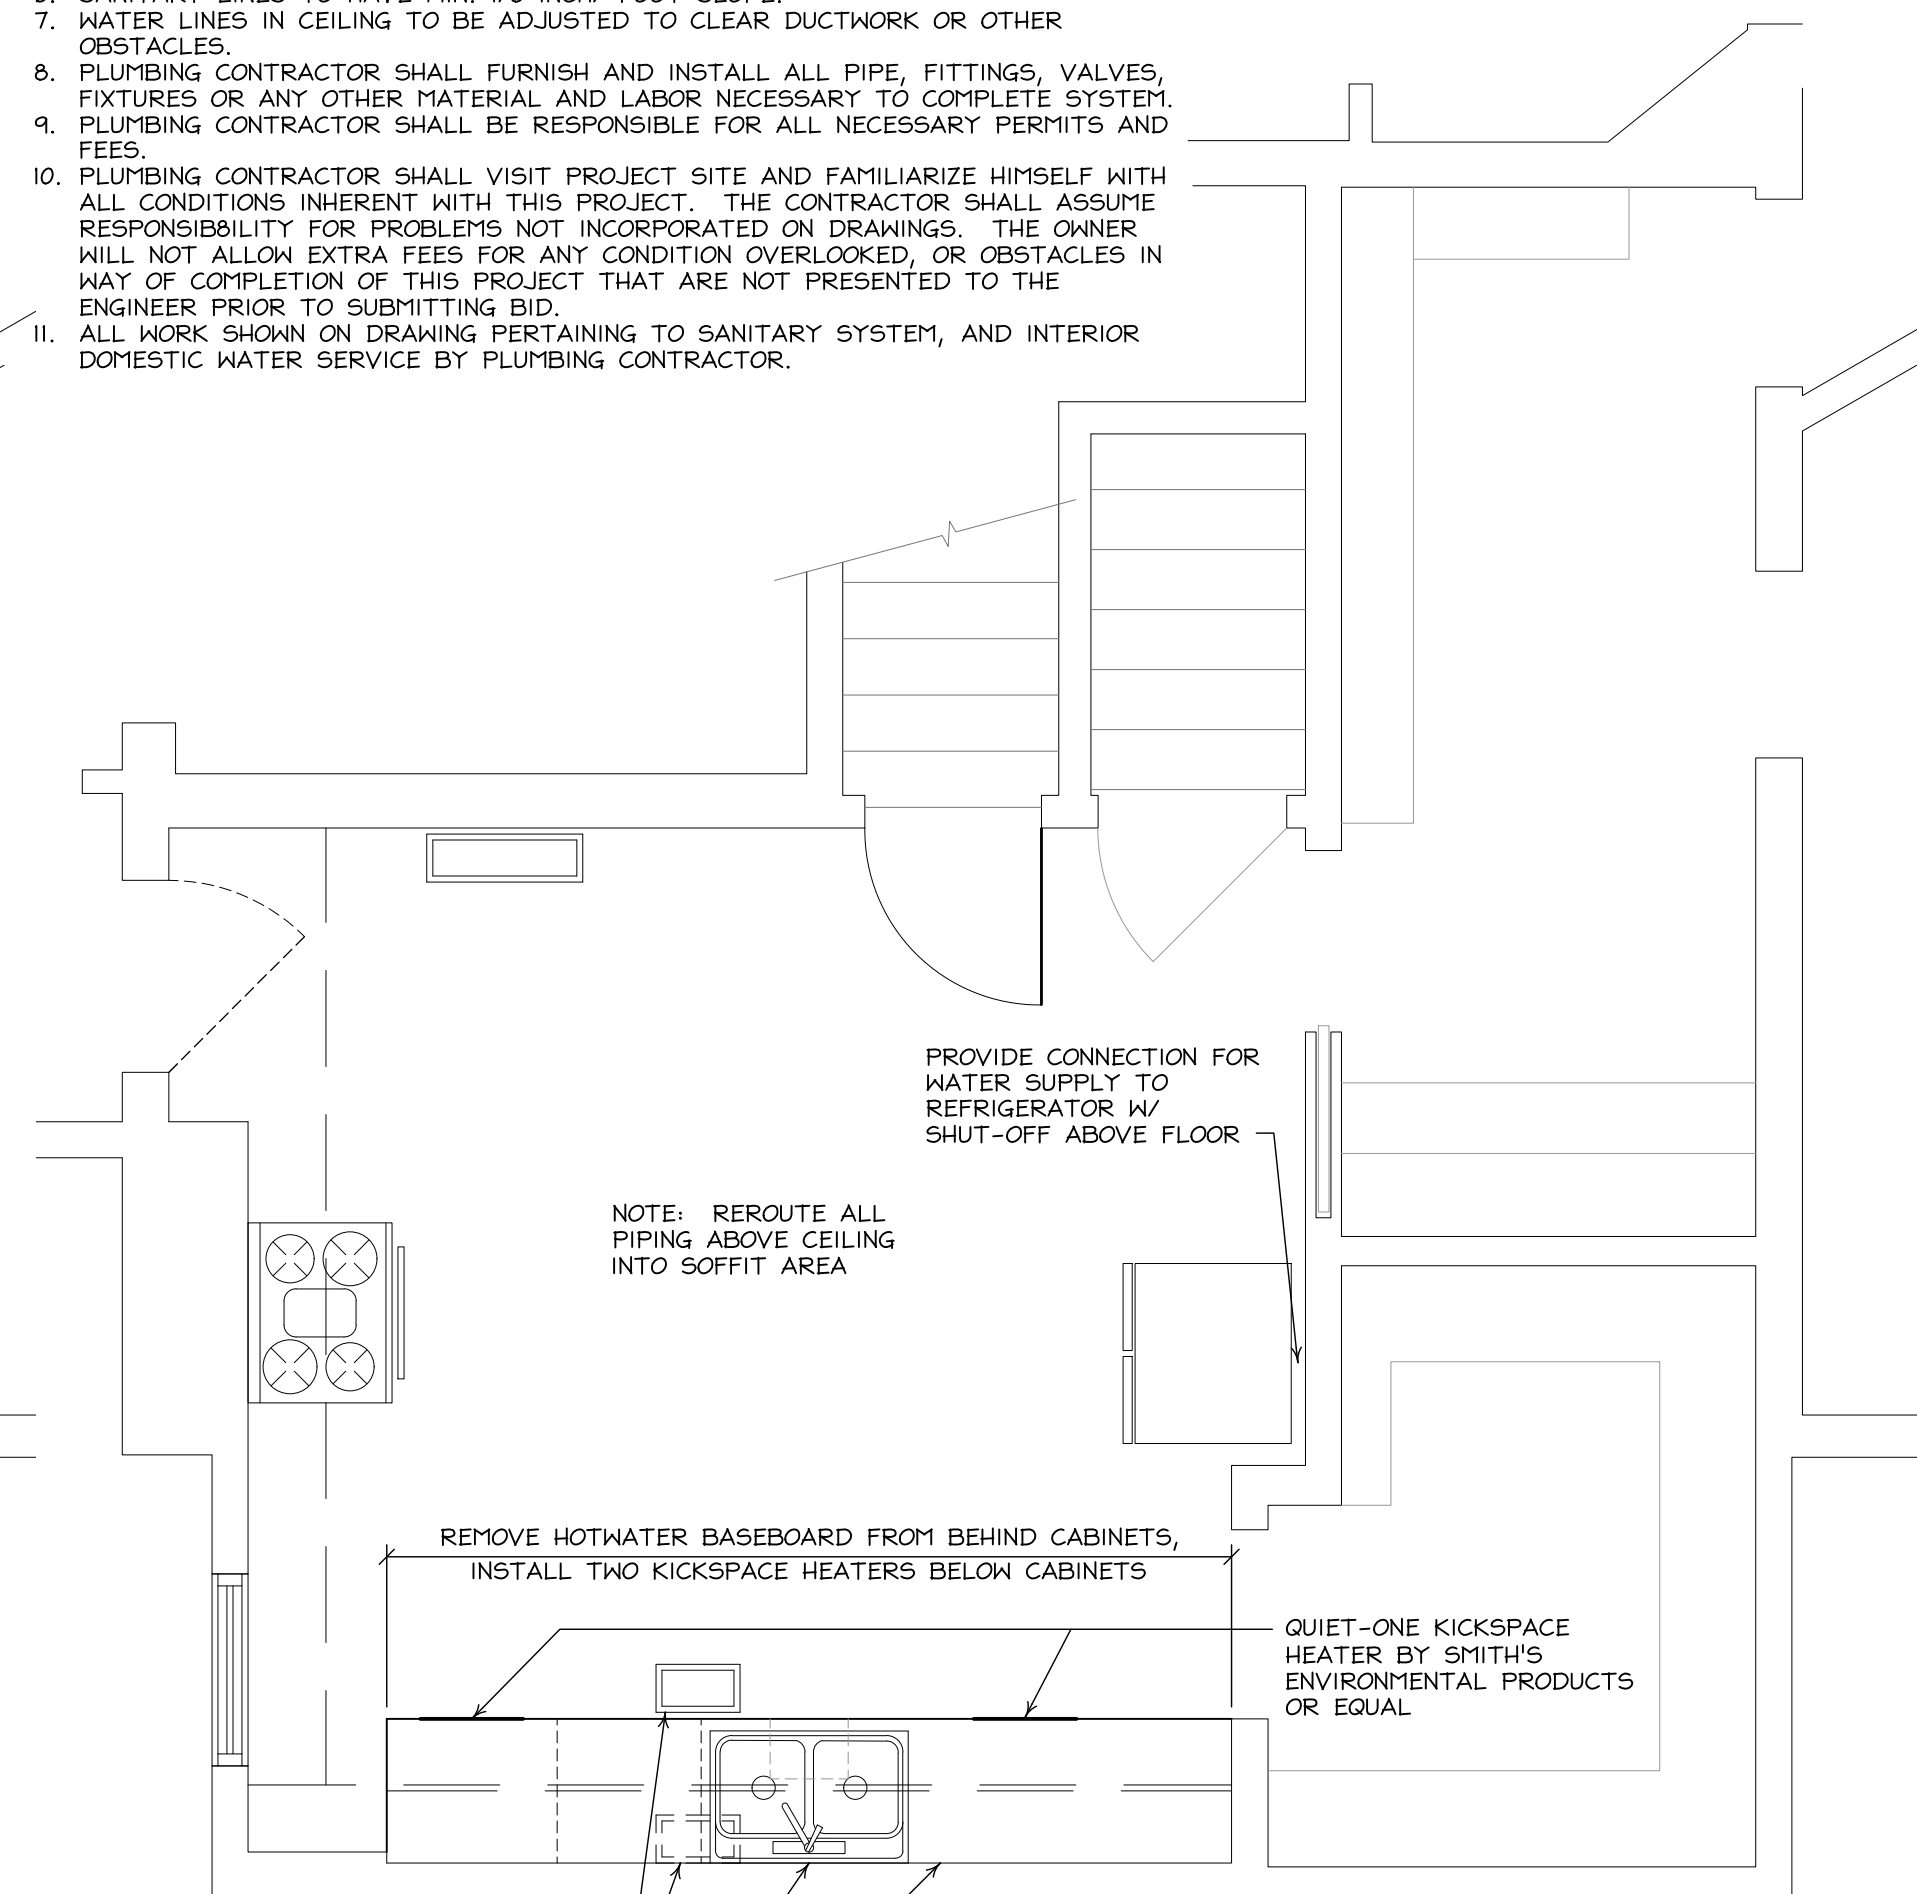 7. WATER LINES IN CEILING TO BE ADJUSTED TO CLEAR DUCTWORK OR OTHER
OBSTACLES.
8. PLUMBING CONTRACTOR SHALL FURNISH AND INSTALL ALL PIPE, FITTINGS, VALVES,
FIXTURES OR ANY OTHER MATERIAL AND LABOR NECESSARY TO COMPLETE SYSTEM.
9. PLUMBING CONTRACTOR SHALL BE RESPONSIBLE FOR ALL NECESSARY PERMITS AND
FEES.
10. PLUMBING CONTRACTOR SHALL VISIT PROJECT SITE AND FAMILIARIZE HIMSELF WITH
ALL CONDITIONS INHERENT WITH THIS PROJECT. THE CONTRACTOR SHALL ASSUME
RESPONSIB8ILITY FOR PROBLEMS NOT INCORPORATED ON DRAWINGS. THE OWNER
WILL NOT ALLOW EXTRA FEES FOR ANY CONDITION OVERLOOKED, OR OBSTACLES IN
WAY OF COMPLETION OF THIS PROJECT THAT ARE NOT PRESENTED TO THE
ENGINEER PRIOR TO SUBMITTING BID.
11. ALL WORK SHOWN ON DRAWING PERTAINING TO SANITARY SYSTEM, AND INTERIOR
DOMESTIC WATER SERVICE BY PLUMBING CONTRACTOR.
PROVIDE CONNECTION FOR
WATER SUPPLY TO
REFRIGERATOR W/
SHUT-OFF ABOVE FLOOR
NOTE: REROUTE ALL
PIPING ABOVE CEILING
INTO SOFFIT AREA
REMOVE HOTWATER BASEBOARD FROM BEHIND CABINETS,
INSTALL TWO KICKSPACE HEATERS BELOW CABINETS
QUIET-ONE KICKSPACE
HEATER BY SMITH'S
ENVIRONMENTAL PRODUCTS
OR EQUAL